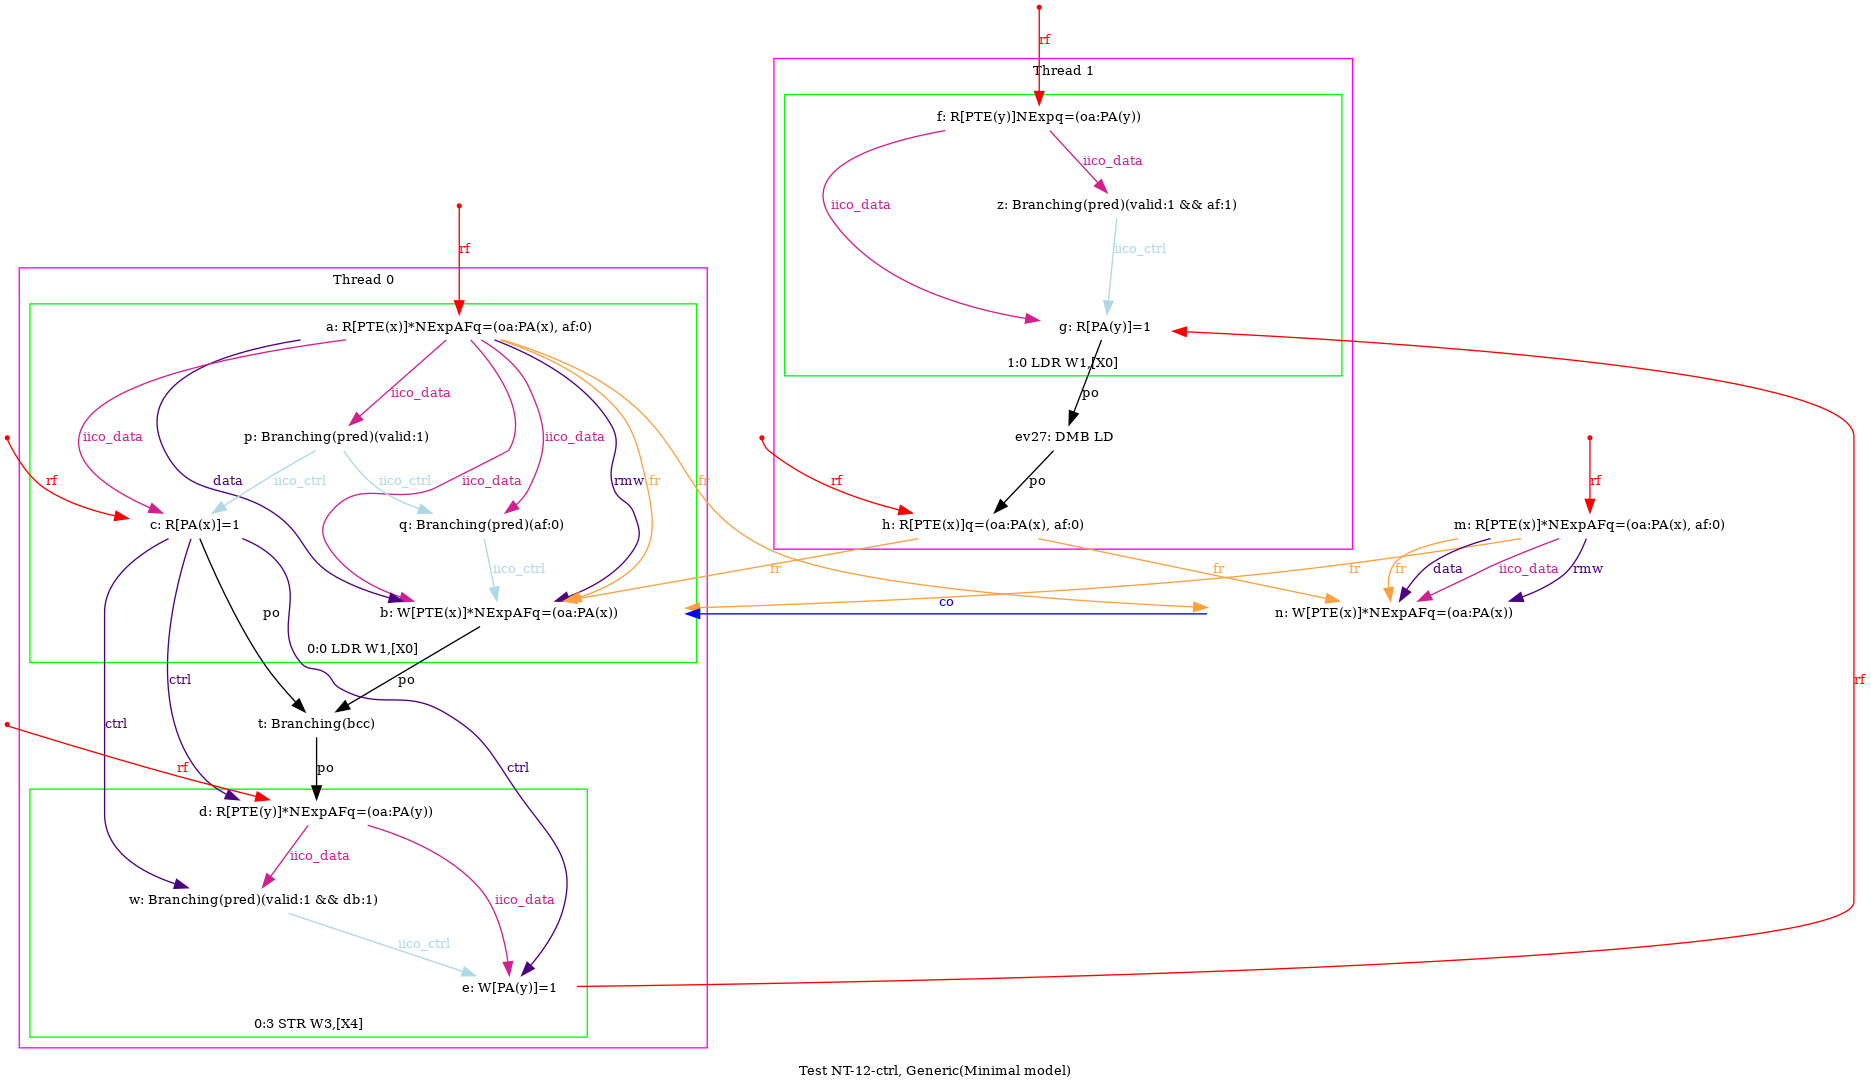 rf
Thread 1
f: R[PTE(y)]NExpq=(oa:PA(y))
iico_data
iico_data
z: Branching(pred)(valid:1 && af:1)
iico_ctrl
rf
Thread 0
a: R[PTE(x)]*NExpAFq=(oa:PA(x), af:0)
g: R[PA(y)]=1
1:0 LDR W1,[X0]
iico_data
po
iico_data
p: Branching(pred)(valid:1)
iico_data
ev27: DMB LD
rf
data
iico_ctrl
iico_ctrl
iico_data
rmw
fr
fr
rf
po
rf
c: R[PA(x)]=1
q: Branching(pred)(af:0)
h: R[PTE(x)]q=(oa:PA(x), af:0)
m: R[PTE(x)]*NExpAFq=(oa:PA(x), af:0)
iico_ctrl
fr
fr
fr
fr
data
iico_data
rmw
co
po
b: W[PTE(x)]*NExpAFq=(oa:PA(x))
n: W[PTE(x)]*NExpAFq=(oa:PA(x))
0:0 LDR W1,[X0]
ctrl
po
rf
ctrl
t: Branching(bcc)
rf
po
ctrl
d: R[PTE(y)]*NExpAFq=(oa:PA(y))
iico_data
w: Branching(pred)(valid:1 && db:1)
iico_data
iico_ctrl
e: W[PA(y)]=1
0:3 STR W3,[X4]
Test NT-12-ctrl, Generic(Minimal model)